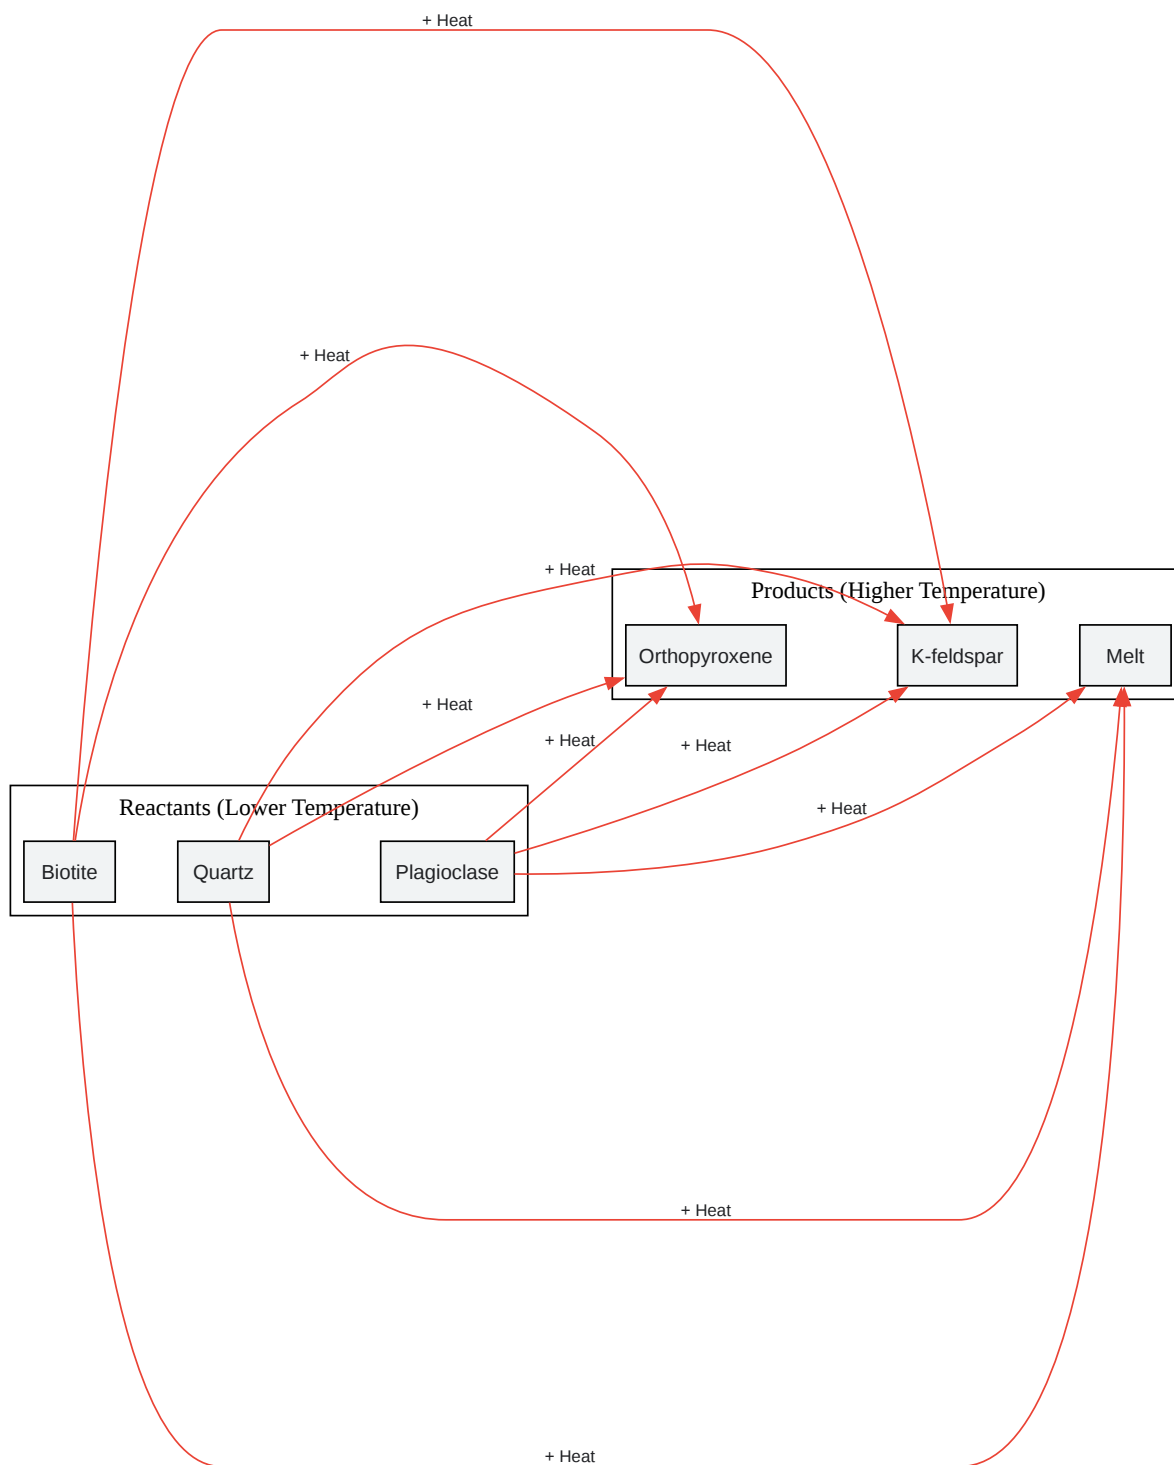 + Heat
+ Heat
+ Heat
Products (Higher Temperature)
Orthopyroxene
K-feldspar
Melt
+ Heat
+ Heat
+ Heat
Reactants (Lower Temperature)
+ Heat
Biotite
Quartz
Plagioclase
+ Heat
+ Heat